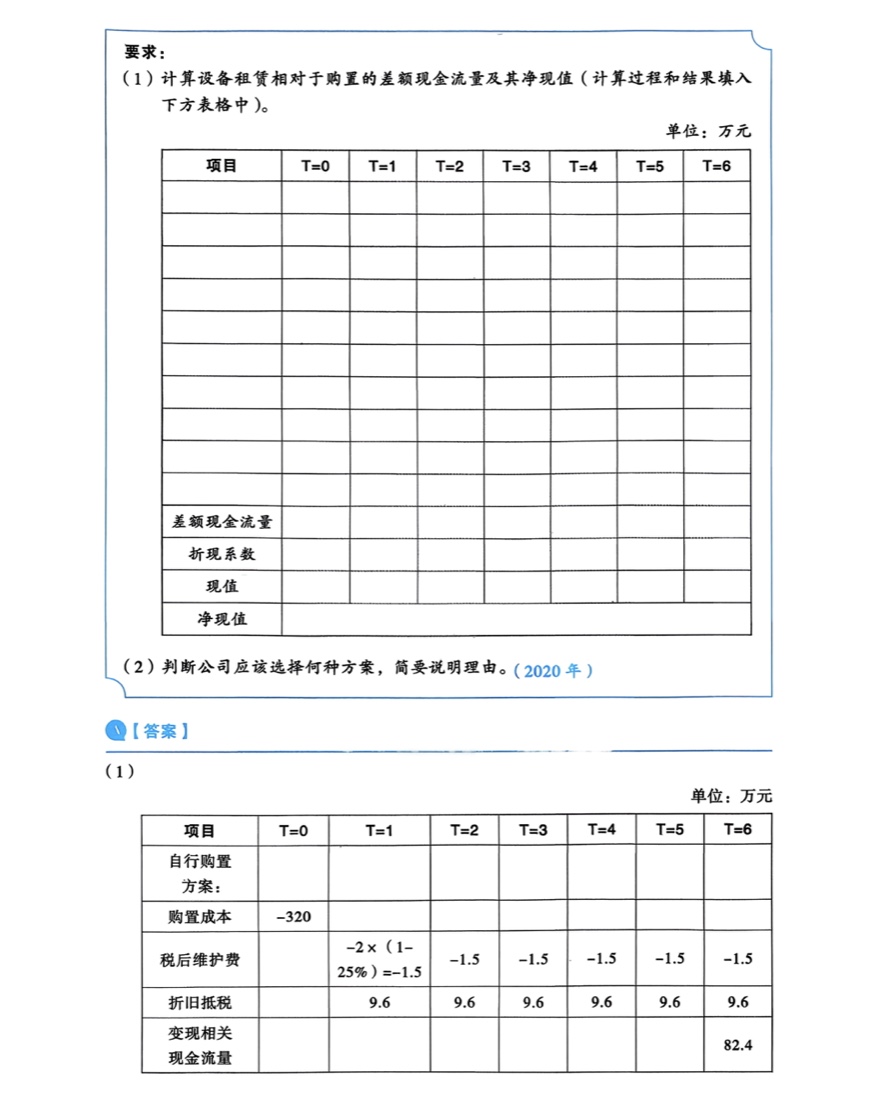 要求：
（1）计算设备租赁相对于购置的差额现金流量及其净现值（计算过程和结果填入
下方表格中）。
单位：万元
项目 T=0 T=1 T=2 T=3 T=4 T=5 T=6
差额现金流量
折现系数
现值
净现值
（2）判断公司应该选择何种方案，简要说明理由。（2020 年）
【答案】
（1）
单位：万元
项目 T=0 T=1 T=2 T=3 T=4 T=5 T=6
自行购置
方案：
购置成本 -320
税后维护费 -2×（1-
25%）=-1.5 -1.5 -1.5 -1.5 -1.5 -1.5
折旧抵税 9.6 9.6 9.6 9.6 9.6 9.6
变现相关
现金流量 82.4